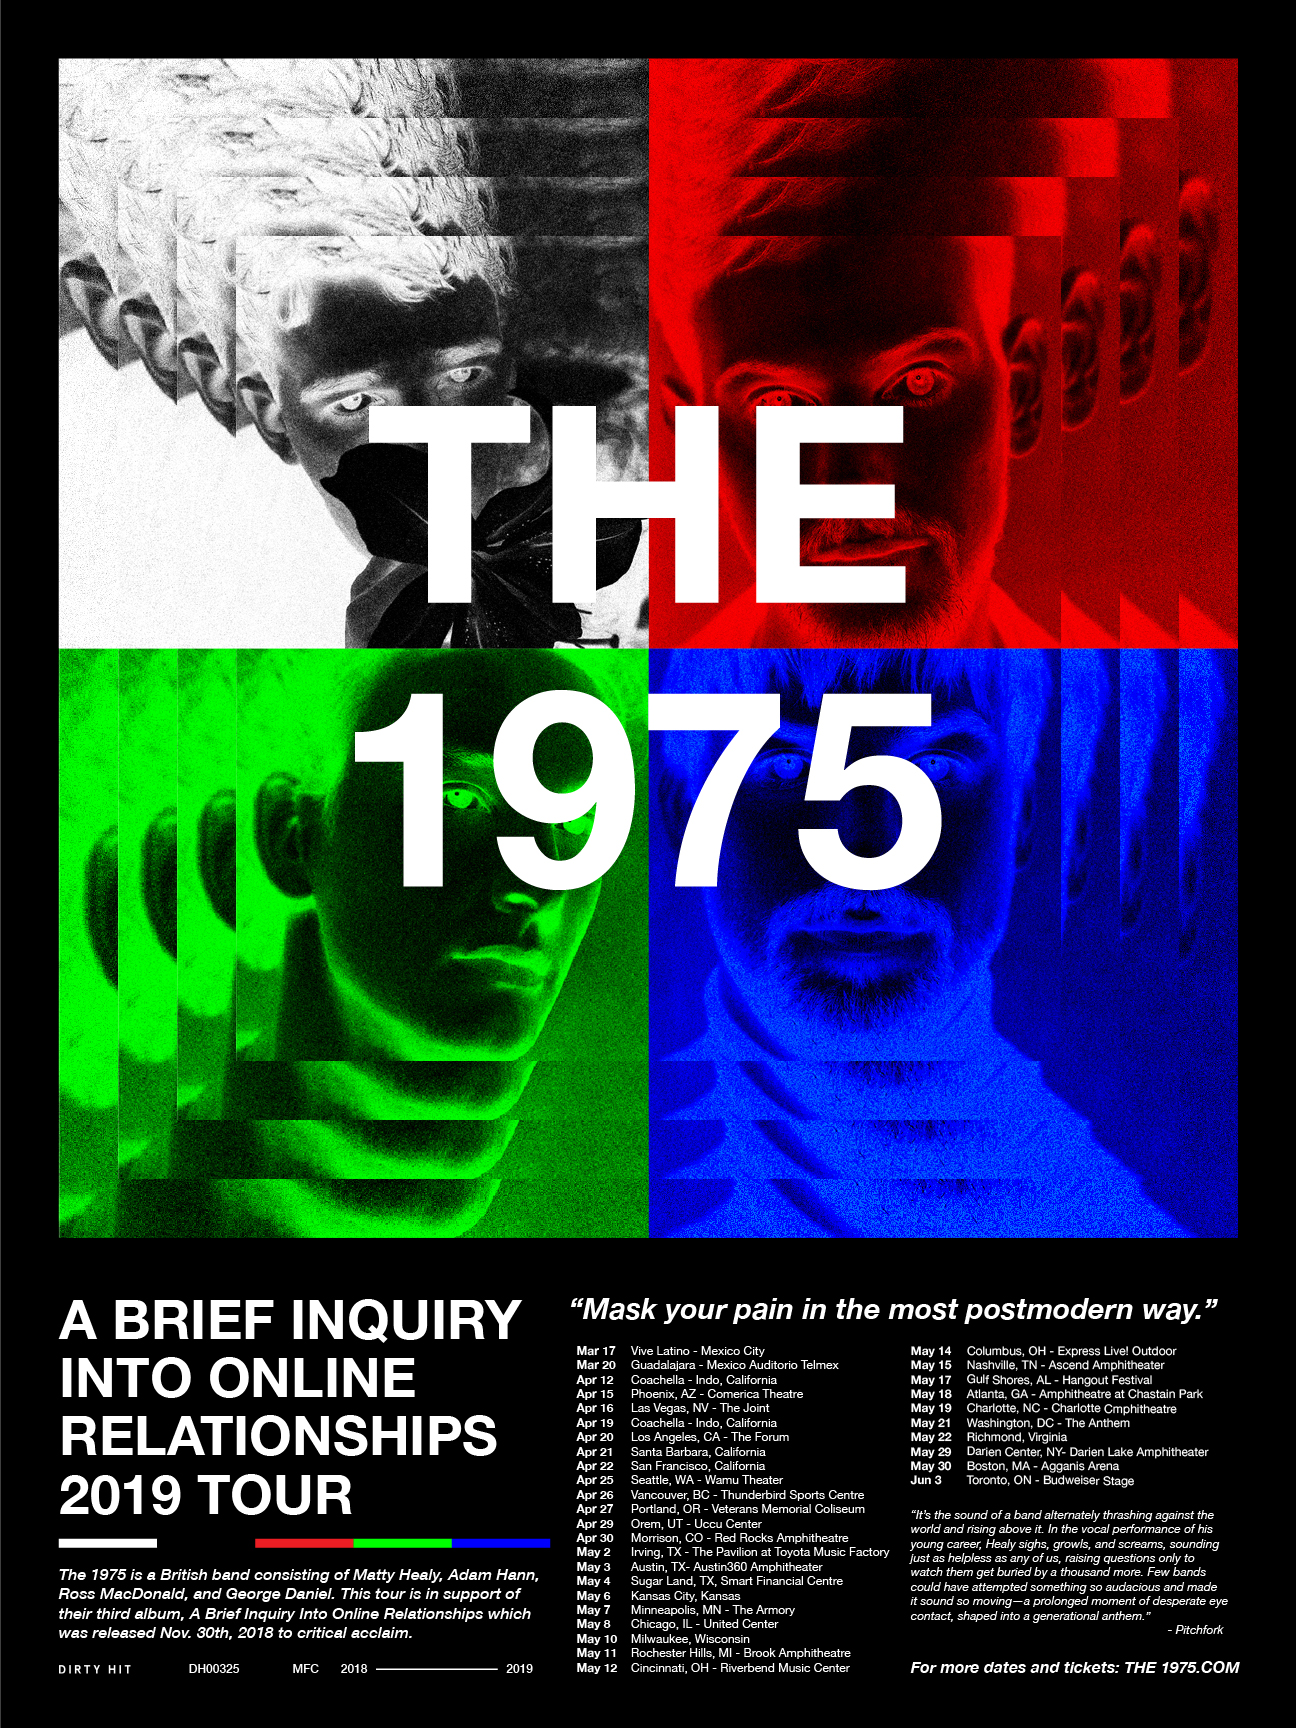 THE
1975
A BRIEF INQUIRY
INTO ONLINE
RELATIONSHIPS
2019 TOUR
The 1975 is a British band consisting of Matty Healy, Adam Hann,
Ross MacDonald, and George Daniel. This tour is in support of
their third album, A Brief Inquiry Into Online Relationships which
was released Nov. 30th, 2018 to critical acclaim.
DIRTY HIT DH00325 MFC 2018 2019
“Mask your pain in the most postmodern way.”
Mar 17 Vive Latino - Mexico City
Mar 20 Guadalajara - Mexico Auditorio Telmex
Apr 12 Coachella - Indo, California
Apr 15 Phoenix, AZ - Comerica Theatre
Apr 16 Las Vegas, NV - The Joint
Apr 19 Coachella - Indo, California
Apr 20 Los Angeles, CA - The Forum
Apr 21 Santa Barbara, California
Apr 22 San Francisco, California
Apr 25 Seattle, WA - Wamu Theater
Apr 26 Vancouver, BC - Thunderbird Sports Centre
Apr 27 Portland, OR - Veterans Memorial Coliseum
Apr 29 Orem, UT - Uccu Center
Apr 30 Morrison, CO - Red Rocks Amphitheatre
May 2 Irving, TX - The Pavilion at Toyota Music Factory
May 3 Austin, TX- Austin360 Amphitheater
May 4 Sugar Land, TX, Smart Financial Centre
May 6 Kansas City, Kansas
May 7 Minneapolis, MN - The Armory
May 8 Chicago, IL - United Center
May 10 Milwaukee, Wisconsin
May 11 Rochester Hills, MI - Brook Amphitheatre
May 12 Cincinnati, OH - Riverbend Music Center
May 14 Columbus, OH - Express Live! Outdoor
May 15 Nashville, TN - Ascend Amphitheater
May 17 Gulf Shores, AL - Hangout Festival
May 18 Atlanta, GA - Amphitheatre at Chastain Park
May 19 Charlotte, NC - Charlotte Cmphitheatre
May 21 Washington, DC - The Anthem
May 22 Richmond, Virginia
May 29 Darien Center, NY- Darien Lake Amphitheater
May 30 Boston, MA - Agganis Arena
Jun 3 Toronto, ON - Budweiser Stage
“It’s the sound of a band alternately thrashing against the
world and rising above it. In the vocal performance of his
young career, Healy sighs, growls, and screams, sounding
just as helpless as any of us, raising questions only to
watch them get buried by a thousand more. Few bands
could have attempted something so audacious and made
it sound so moving—a prolonged moment of desperate eye
contact, shaped into a generational anthem.”
- Pitchfork
For more dates and tickets: THE 1975.COM